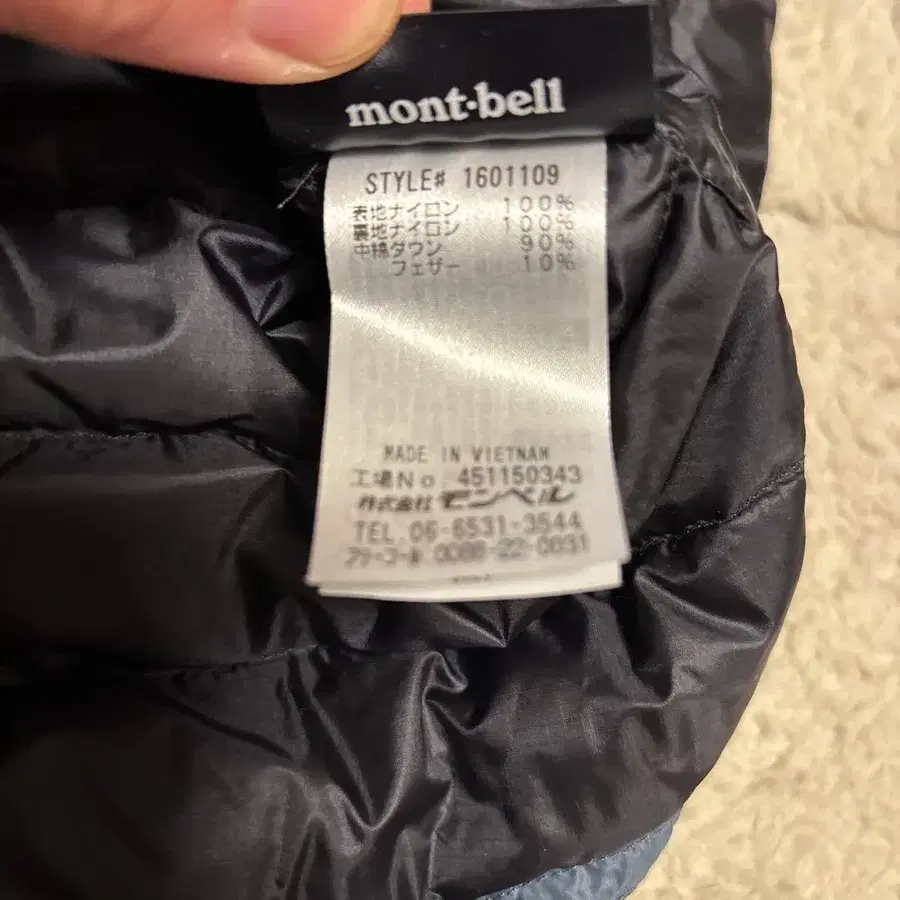 mont·bell
STYLE# 1601109
表地ナイロン 100%
裏地ナイロン 100%
中綿ダウン 90%
フェザー 10%
MADE IN VIETNAM
工場No 451150343
株式会社 モンベル
TEL. 06-6531-3544
フリーコール 0088-22-0031